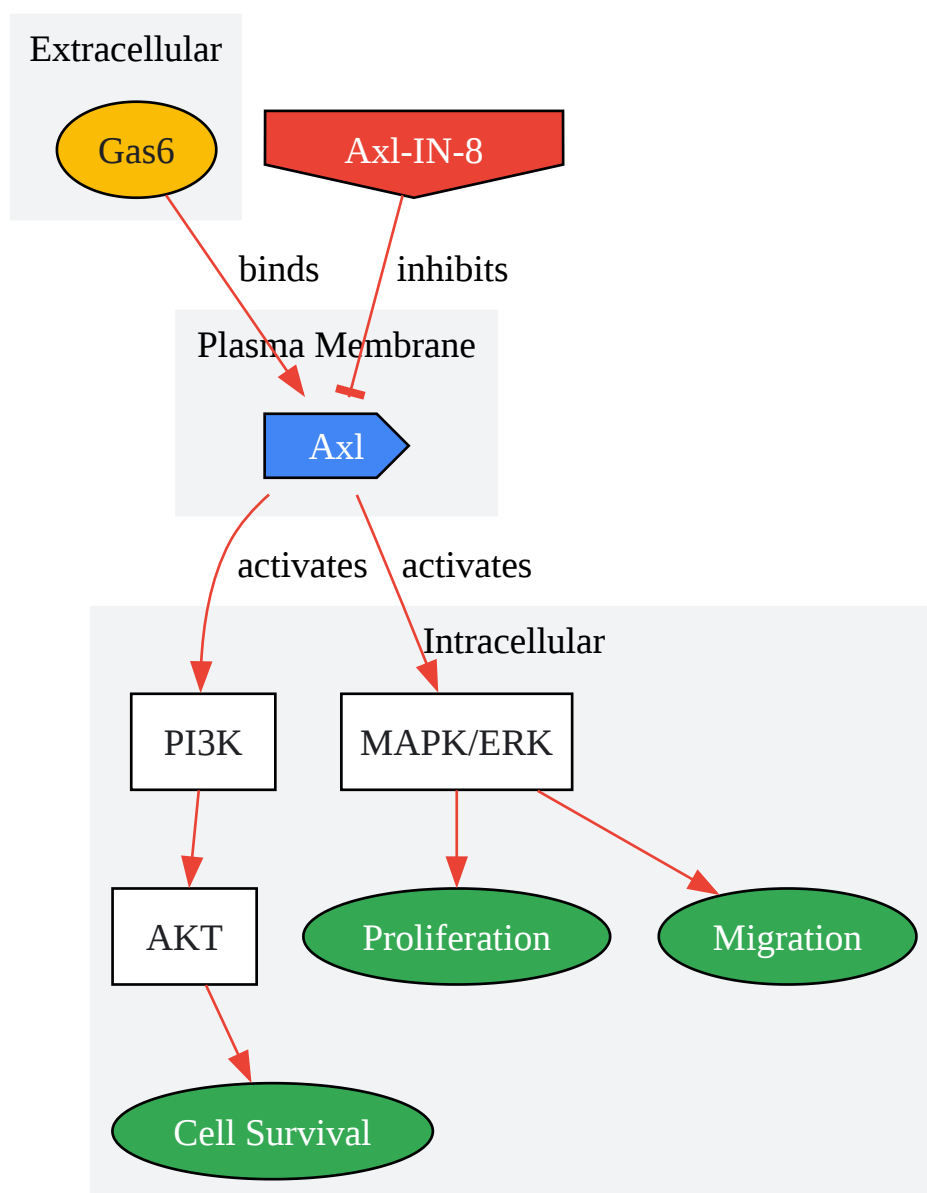 Extracellular
Gas6
Axl-IN-8
binds
inhibits
Plasma Membrane
Axl
activates
activates
Intracellular
PI3K
MAPK/ERK
AKT
Proliferation
Migration
Cell Survival